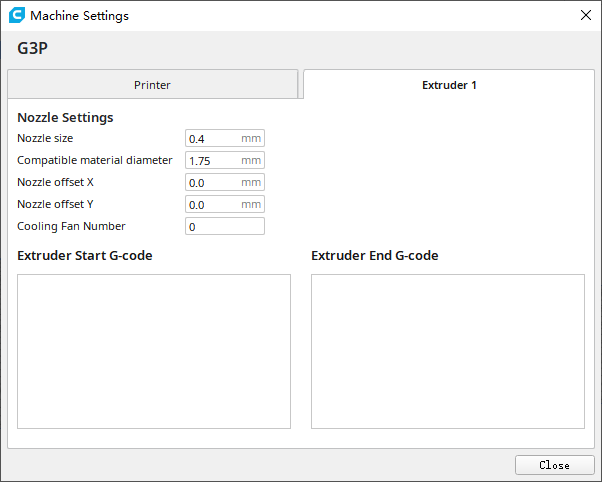 Machine Settings
G3P
Printer
Extruder 1
Nozzle Settings
Nozzle size 0.4 mm
Compatible material diameter 1.75 mm
Nozzle offset X 0.0 mm
Nozzle offset Y 0.0 mm
Cooling Fan Number 0
Extruder Start G-code
Extruder End G-code
Close